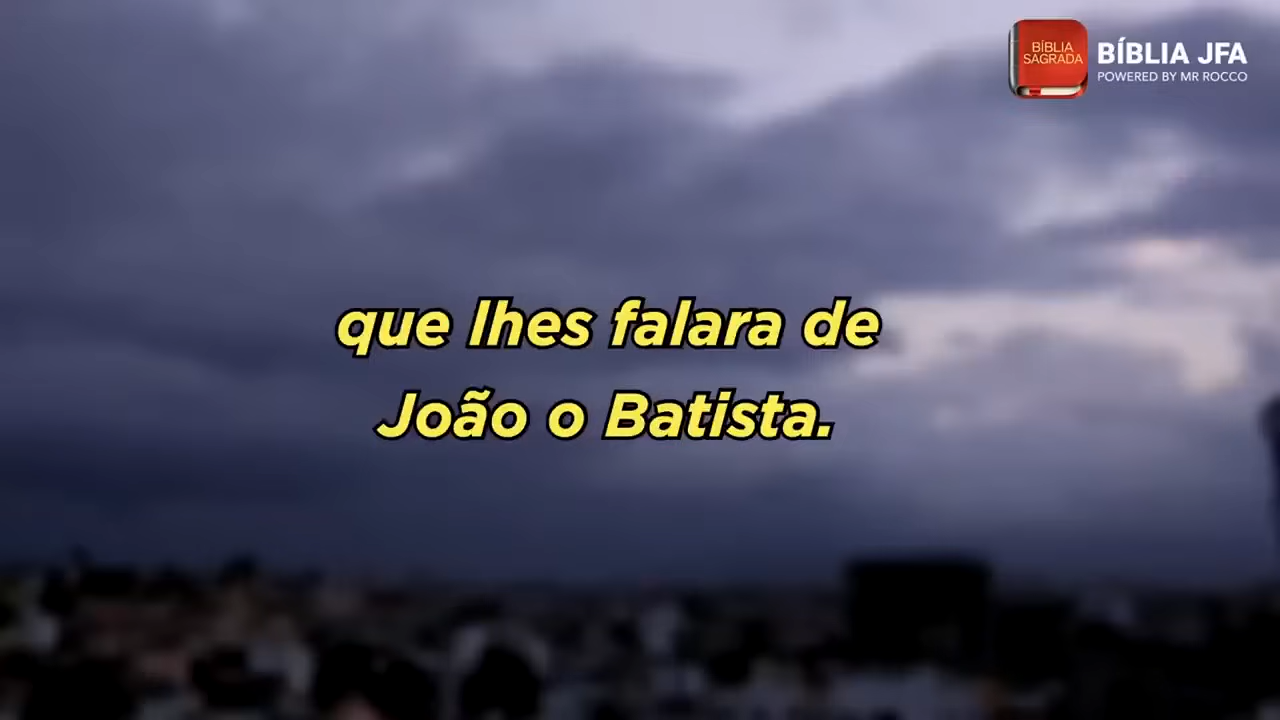 BÍBLIA
SAGRADA
BÍBLIA JFA
POWERED BY MR ROCCO
que lhes falara de
João o Batista.